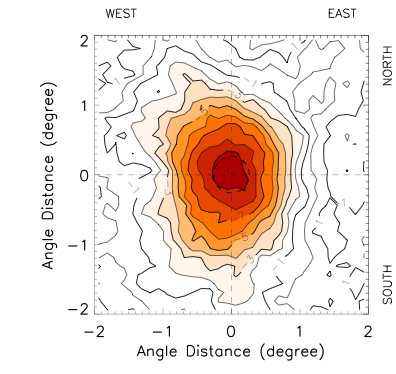 WEST EAST
2
1
0
−1
−2
−2 −1 0 1 2
Angle Distance (degree)
Angle Distance (degree)
NORTH
SOUTH